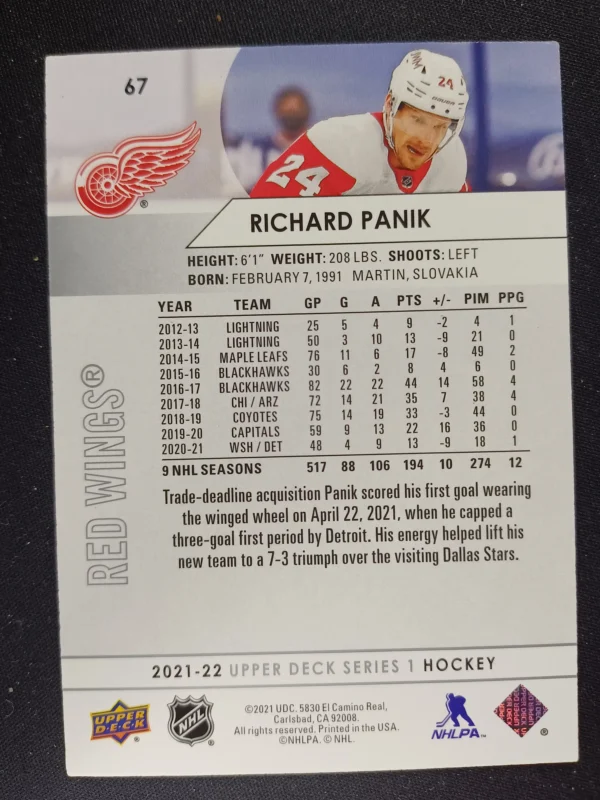 67
24
24
RICHARD PANIK
HEIGHT: 6'1" WEIGHT: 208 LBS. SHOOTS: LEFT
BORN: FEBRUARY 7, 1991 MARTIN, SLOVAKIA
YEAR TEAM GP G A PTS +/- PIM PPG
2012-13 LIGHTNING 25 5 4 9 -2 4 1
2013-14 LIGHTNING 50 3 10 13 -9 21 0
2014-15 MAPLE LEAFS 76 11 6 17 -8 49 2
2015-16 BLACKHAWKS 30 6 2 8 4 6 0
2016-17 BLACKHAWKS 82 22 22 44 14 58 4
2017-18 CHI / ARZ 72 14 21 35 7 38 4
2018-19 COYOTES 75 14 19 33 -3 44 0
2019-20 CAPITALS 59 9 13 22 16 36 0
2020-21 WSH / DET 48 4 9 13 -9 18 1
9 NHL SEASONS 517 88 106 194 10 274 12
RED WINGS®
Trade-deadline acquisition Panik scored his first goal wearing
the winged wheel on April 22, 2021, when he capped a
three-goal first period by Detroit. His energy helped lift his
new team to a 7-3 triumph over the visiting Dallas Stars.
2021-22 UPPER DECK SERIES 1 HOCKEY
UPPER DECK
NHL
©2021 UDC. 5830 El Camino Real,
Carlsbad, CA 92008.
All rights reserved. Printed in the USA.
©NHLPA. © NHL.
NHLPA™